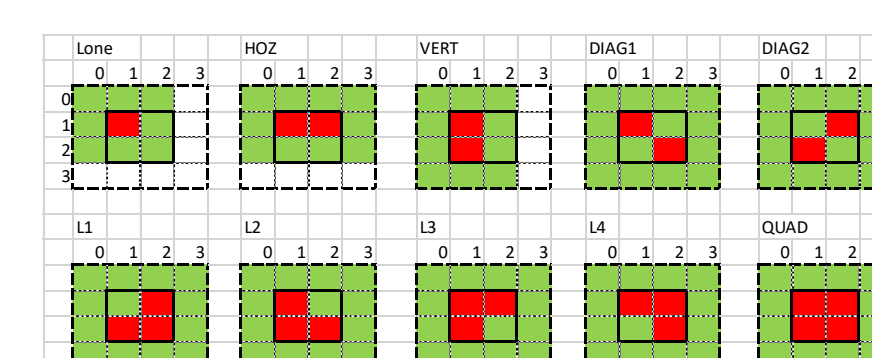 Lone HOZ VERT DIAG1 DIAG2
0 1 2 3 0 1 2 3 0 1 2 3 0 1 2 3 0 1 2
0
1
2
3
L1 L2 L3 L4 QUAD
0 1 2 3 0 1 2 3 0 1 2 3 0 1 2 3 0 1 2